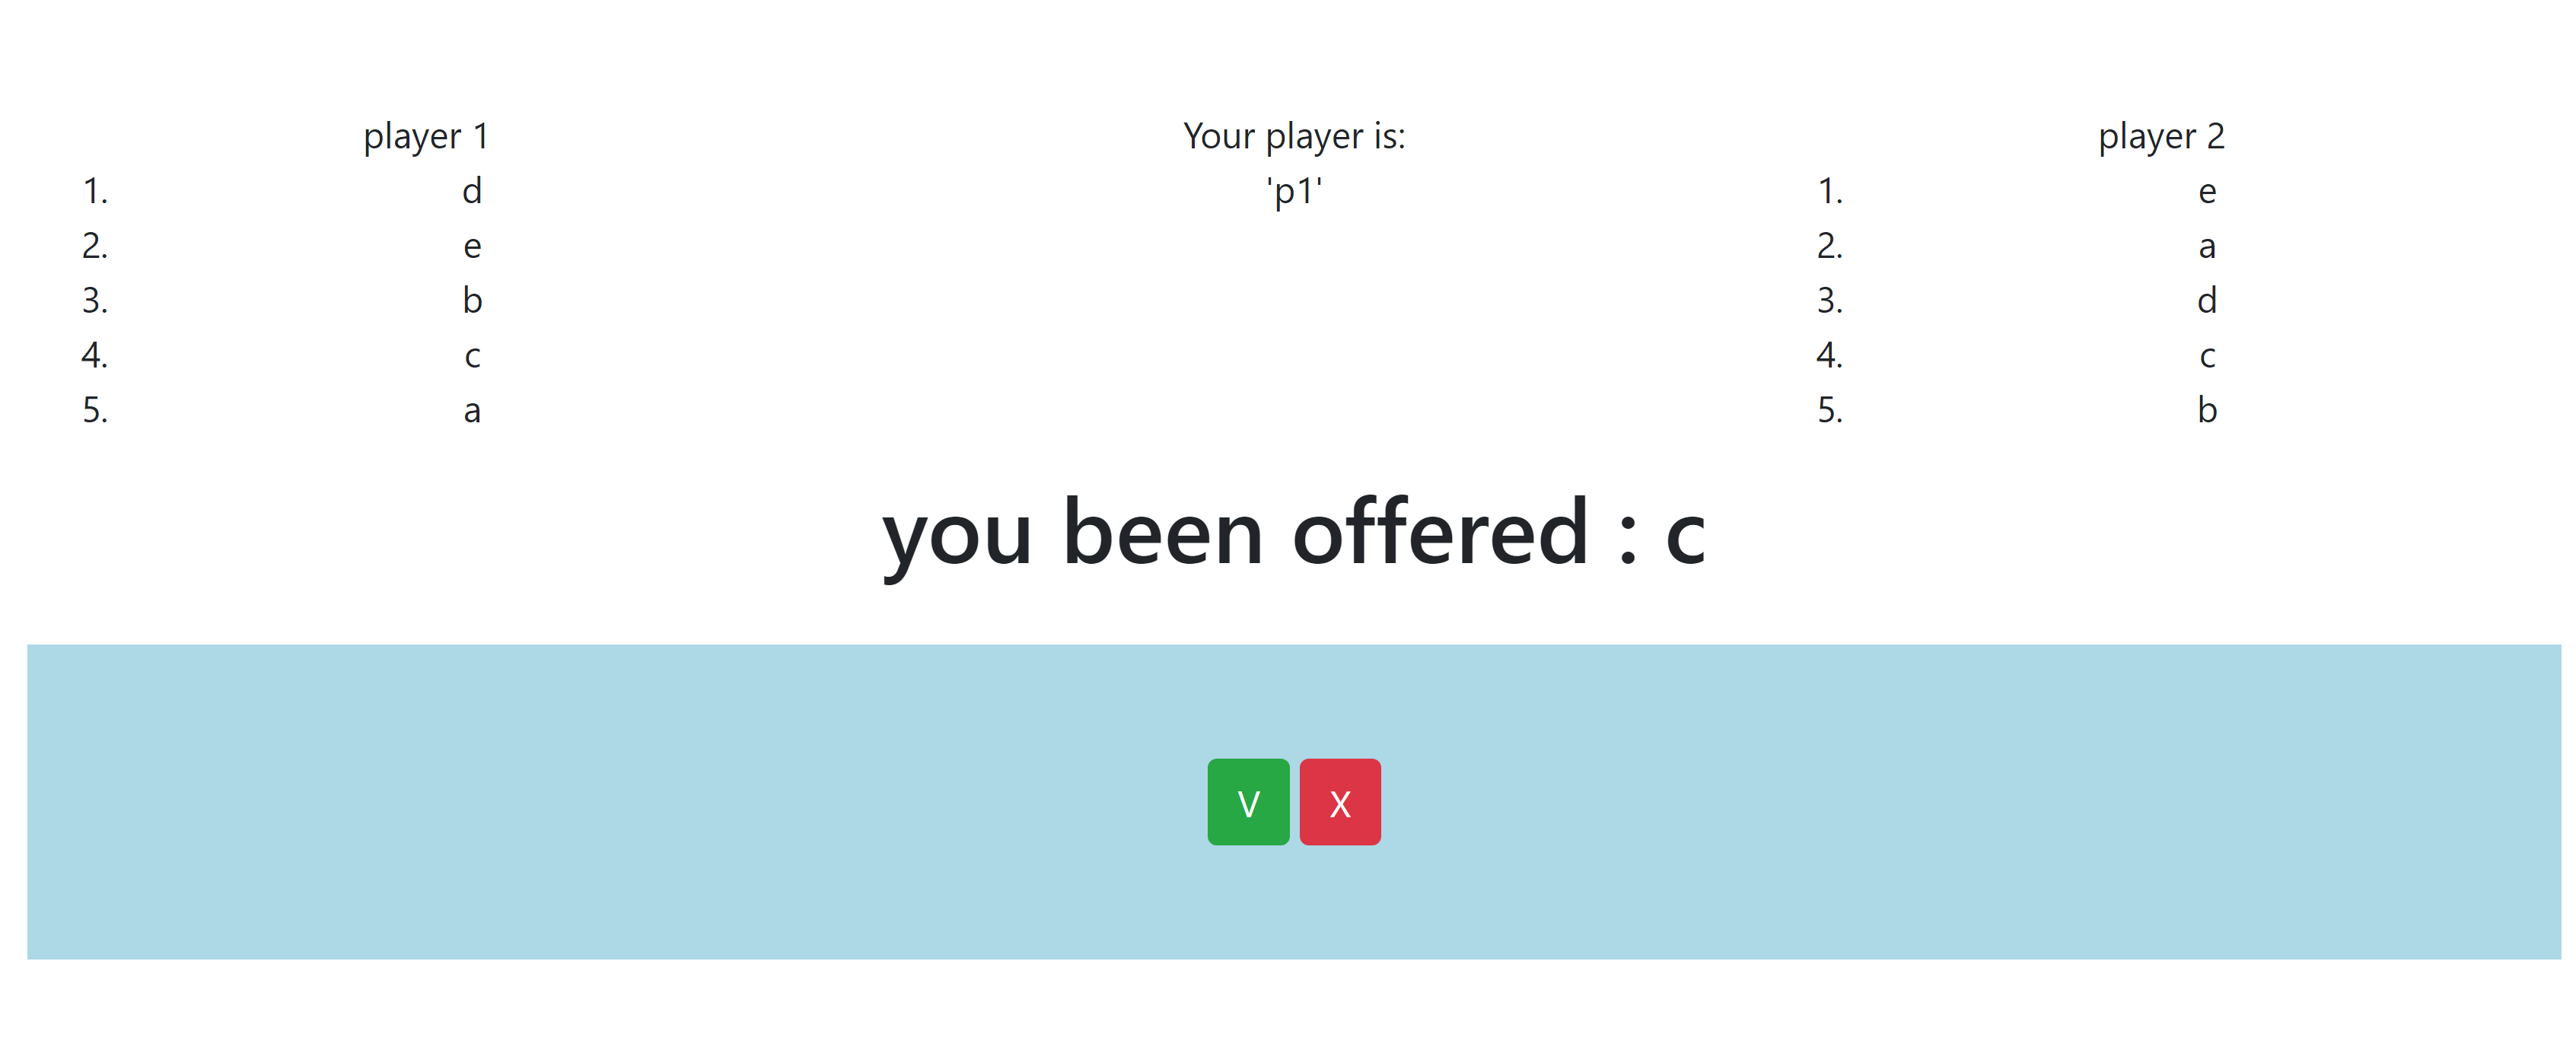 player 1
1. d
2. e
3. b
4. c
5. a
Your player is:
'p1'
player 2
1. e
2. a
3. d
4. c
5. b
you been offered : c
V X